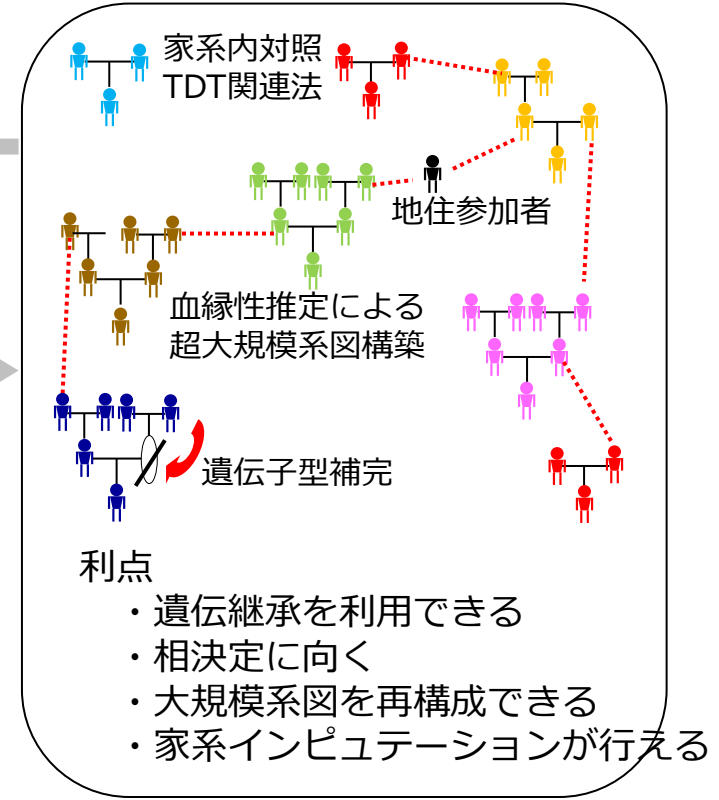 家系内対照
TDT関連法
地住参加者
血縁性推定による
超大規模系図構築
遺伝子型補完
利点
・遺伝継承を利用できる
・相決定に向く
・大規模系図を再構成できる
・家系インピュテーションが行える